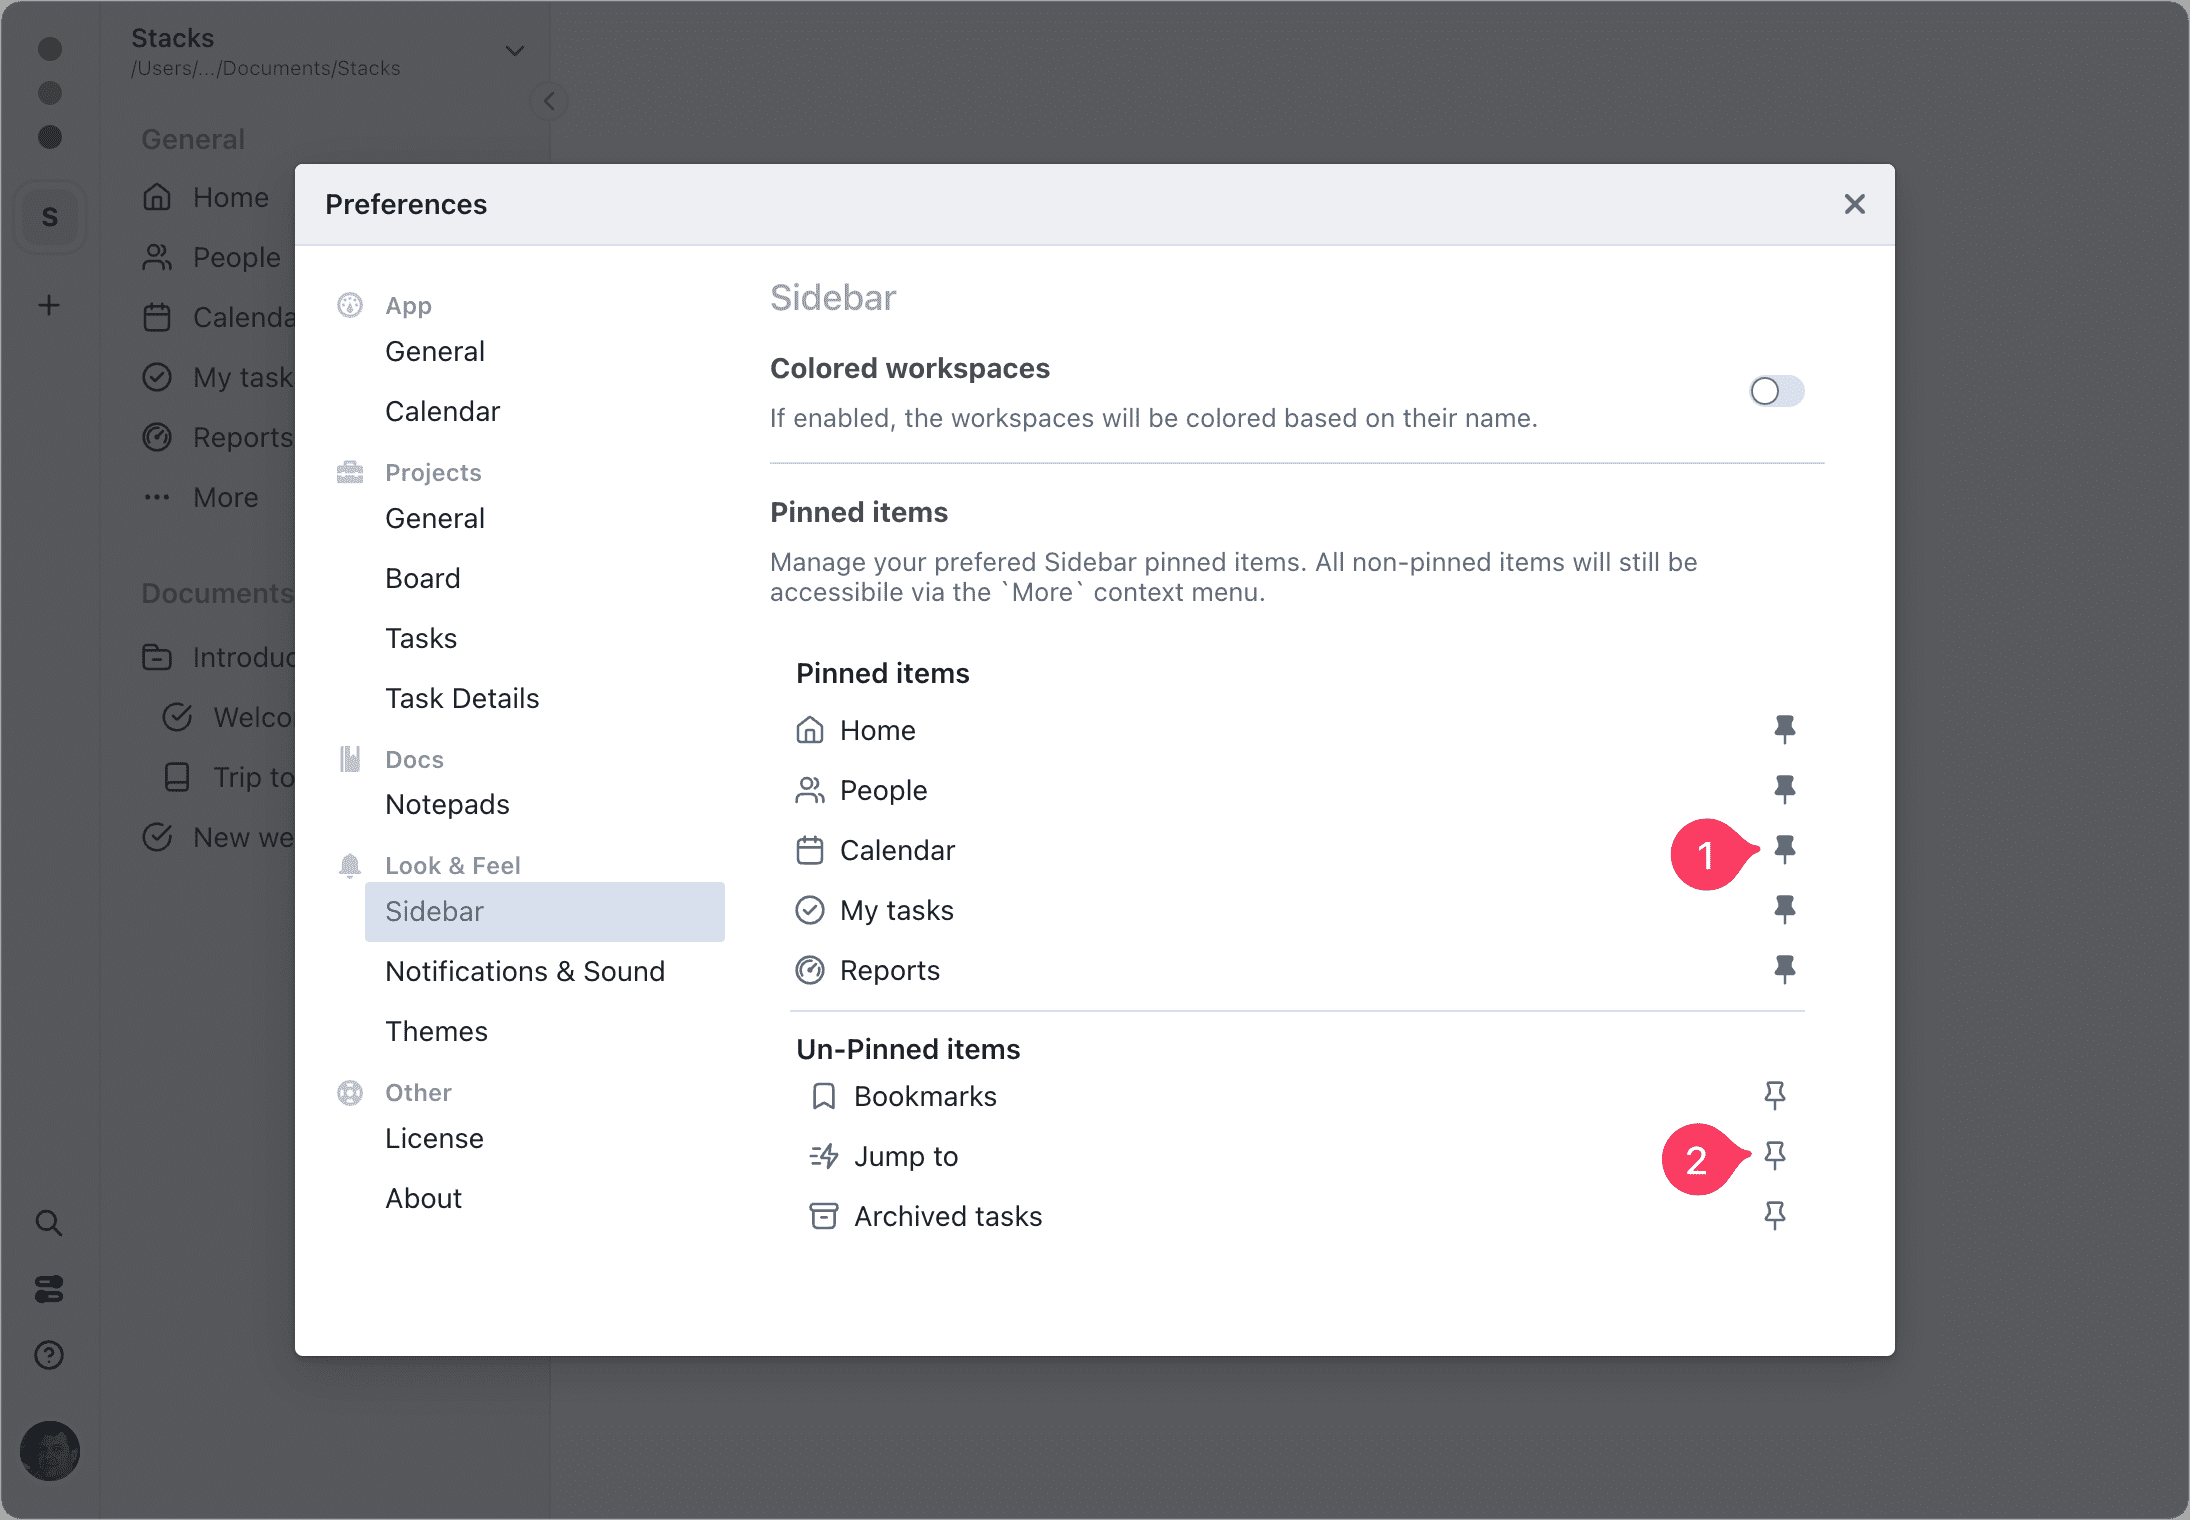 Stacks
/Users/.../Documents/Stacks
General
S
Home
People
Calenda
My task
Reports
More
Documents
Introduc
Welco
Trip to
New we
Preferences
App
General
Calendar
Projects
General
Board
Tasks
Task Details
Docs
Notepads
Look & Feel
Sidebar
Notifications & Sound
Themes
Other
License
About
Sidebar
Colored workspaces
If enabled, the workspaces will be colored based on their name.
Pinned items
Manage your prefered Sidebar pinned items. All non-pinned items will still be
accessibile via the `More` context menu.
Pinned items
Home
People
Calendar
1
My tasks
Reports
Un-Pinned items
Bookmarks
Jump to
2
Archived tasks